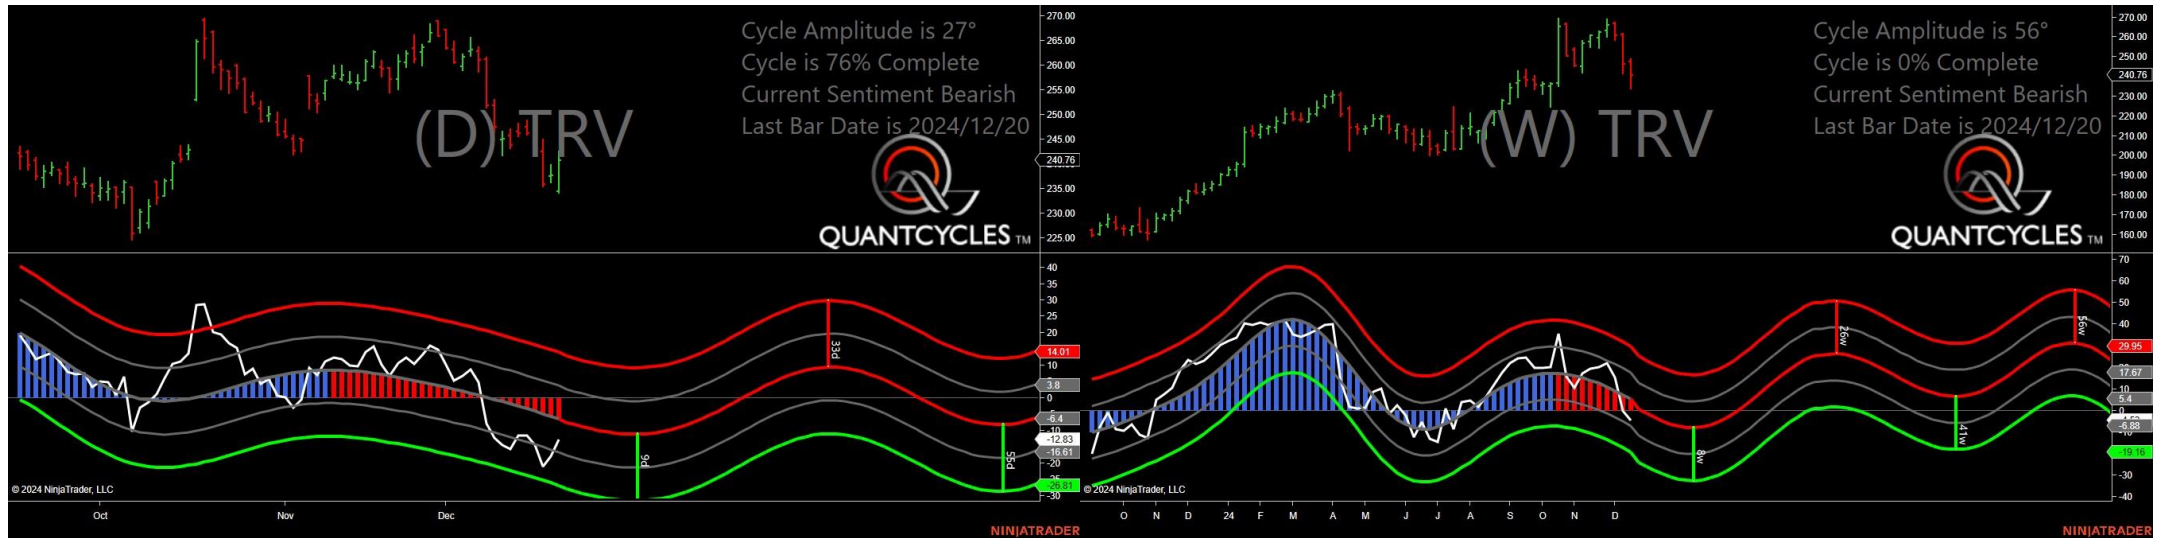 Cycle Amplitude is 27°
Cycle is 76% Complete
Current Sentiment Bearish
Last Bar Date is 2024/12/20
(D) TRV
QUANTCYCLES TM
270.00
265.00
260.00
255.00
250.00
245.00
240.76
235.00
230.00
225.00
40
35
30
25
20
14.01
10
3.8
0
-6.4
-10
-12.83
-16.61
-20
-26.81
-30
33d
9d
55d
© 2024 NinjaTrader, LLC
Oct
Nov
Dec
NINJATRADER
Cycle Amplitude is 56°
Cycle is 0% Complete
Current Sentiment Bearish
Last Bar Date is 2024/12/20
(W) TRV
QUANTCYCLES TM
270.00
260.00
250.00
240.76
230.00
220.00
210.00
200.00
190.00
180.00
170.00
160.00
70
60
50
40
29.95
17.67
10
5.4
0
-6.88
-19.16
-30
-40
26w
56w
8w
41w
© 2024 NinjaTrader, LLC
O N D 24 F M A M J J A S O N D
NINJATRADER